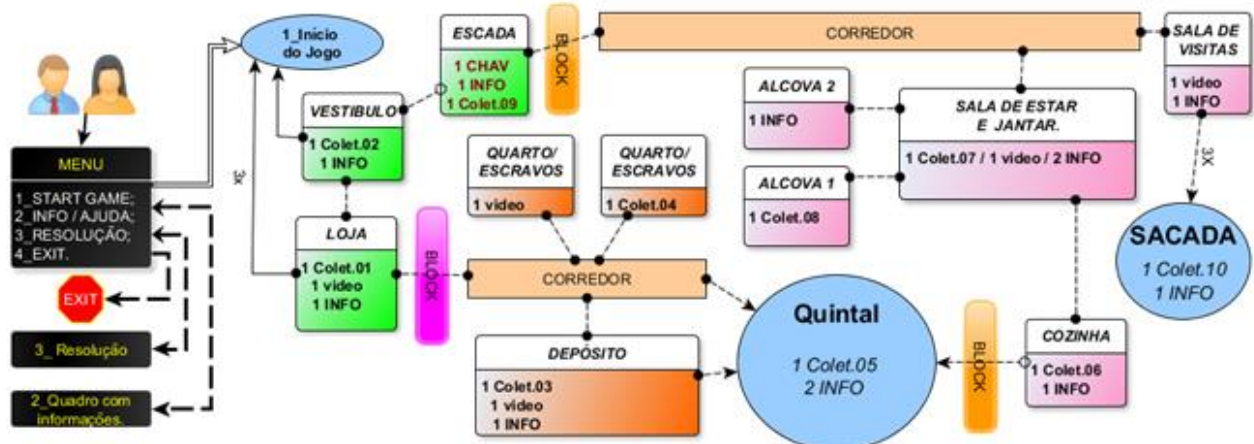 MENU
1_START GAME;
2_INFO / AJUDA;
3_RESOLUÇÃO;
4_EXIT.
EXIT
3_ Resolução
2_Quadro com
informações.
1_Inicio
do Jogo
3x
VESTIBULO
1 Colet.02
1 INFO
LOJA
1 Colet.01
1 video
1 INFO
ESCADA
1 CHAV
1 INFO
1 Colet.09
BLOCK
CORREDOR
BLOCK
QUARTO/
ESCRAVOS
1 video
QUARTO/
ESCRAVOS
1 Colet.04
CORREDOR
DEPÓSITO
1 Colet.03
1 video
1 INFO
ALCOVA 2
1 INFO
ALCOVA 1
1 Colet.08
SALA DE ESTAR
E JANTAR.
1 Colet.07 / 1 video / 2 INFO
Quintal
1 Colet.05
2 INFO
BLOCK
COZINHA
1 Colet.06
1 INFO
SALA DE
VISITAS
1 video
1 INFO
3X
SACADA
1 Colet.10
1 INFO